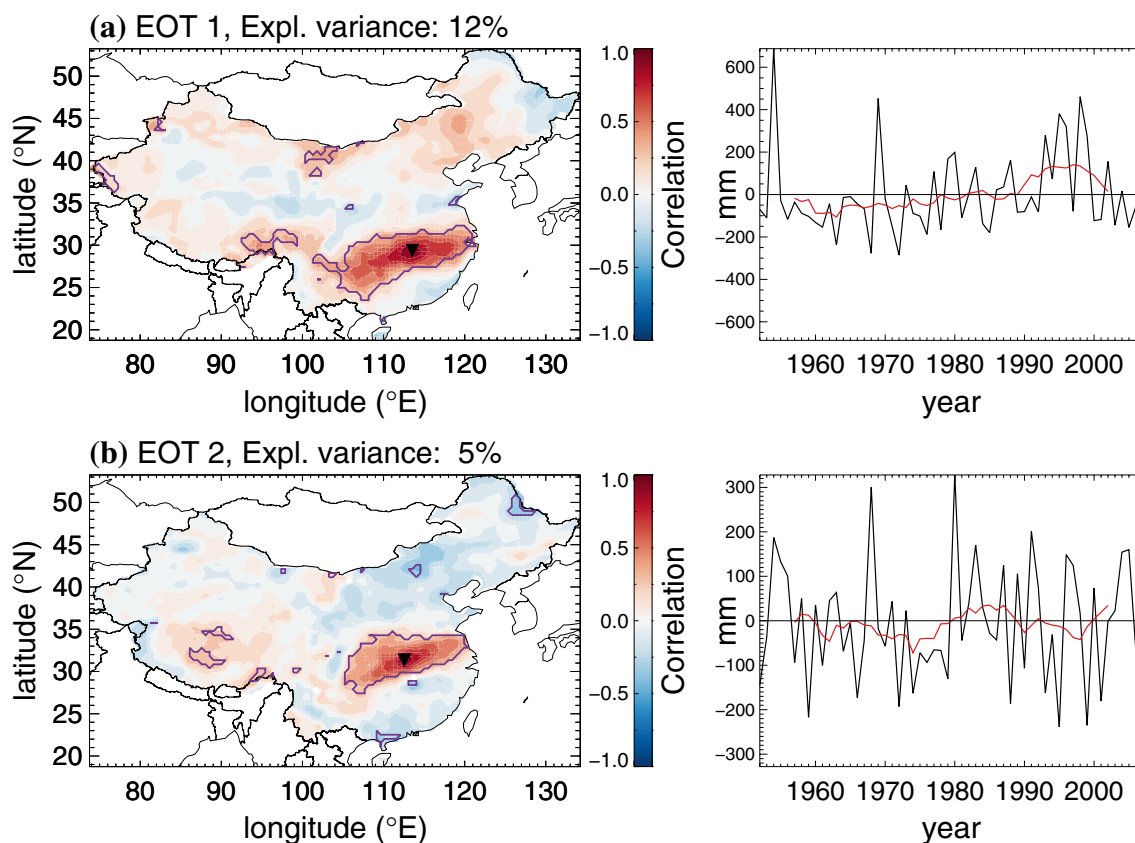 (a) EOT 1, Expl. variance: 12%
50
45
40
35
30
25
20
latitude (°N)
80 90 100 110 120 130
longitude (°E)
1.0
0.5
0.0
−0.5
−1.0
Correlation
600
400
200
0
−200
−400
−600
mm
1960 1970 1980 1990 2000
year
(b) EOT 2, Expl. variance: 5%
50
45
40
35
30
25
20
latitude (°N)
80 90 100 110 120 130
longitude (°E)
1.0
0.5
0.0
−0.5
−1.0
Correlation
300
200
100
0
−100
−200
−300
mm
1960 1970 1980 1990 2000
year